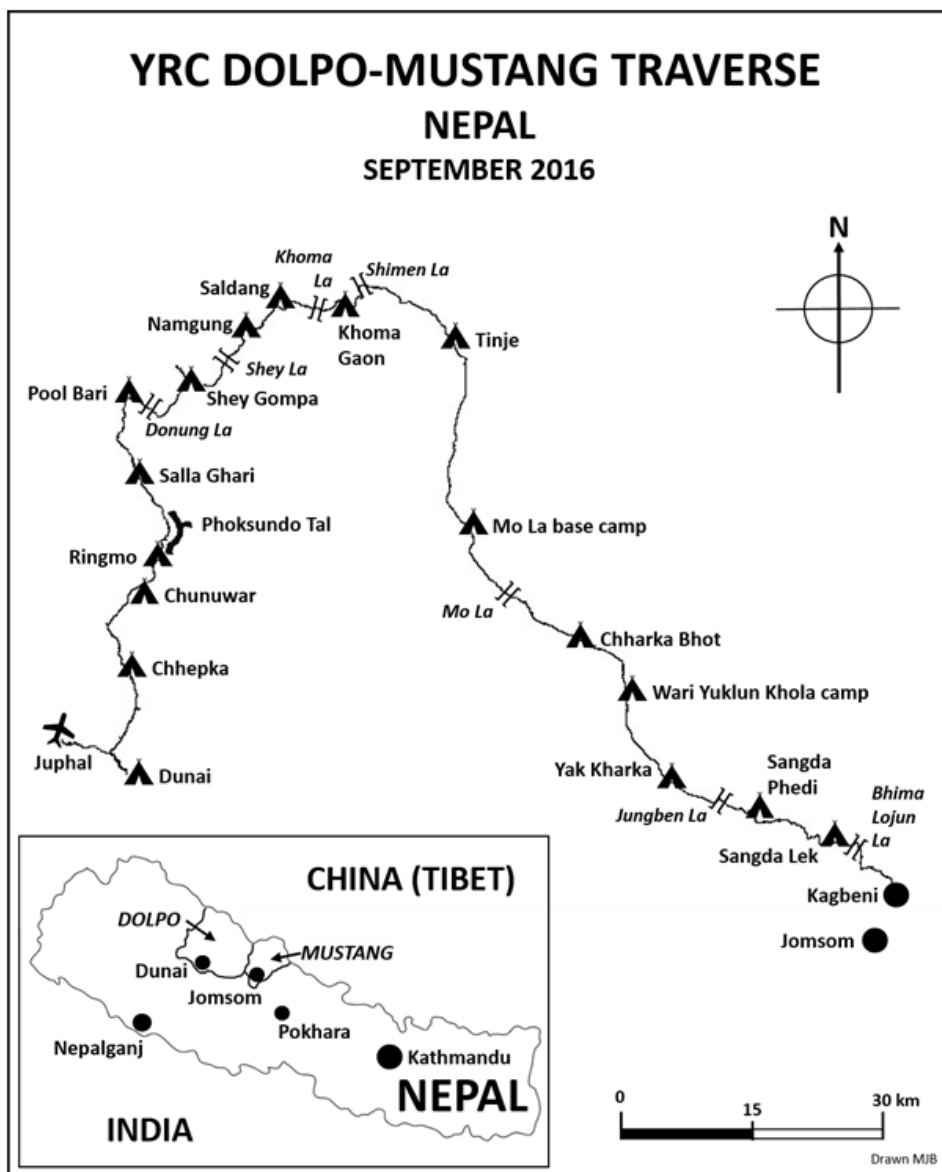 YRC DOLPO-MUSTANG TRAVERSE
NEPAL
SEPTEMBER 2016
N
Khoma
La
Shimen La
Saldang
Namgung
Khoma
Gaon
Tinje
Shey La
Pool Bari
Shey Gompa
Donung La
Salla Ghari
Phoksundo Tal
Mo La base camp
Ringmo
Chunuwar
Mo La
Chharka Bhot
Chhepka
Wari Yuklun Khola camp
Juphal
Dunai
Yak Kharka
Sangda
Phedi
Jungben La
Bhima
Lojun
La
Sangda Lek
Kagbeni
Jomsom
CHINA (TIBET)
DOLPO
MUSTANG
Dunai
Jomsom
Pokhara
Nepalganj
Kathmandu
NEPAL
INDIA
0
15
30 km
Drawn MJB